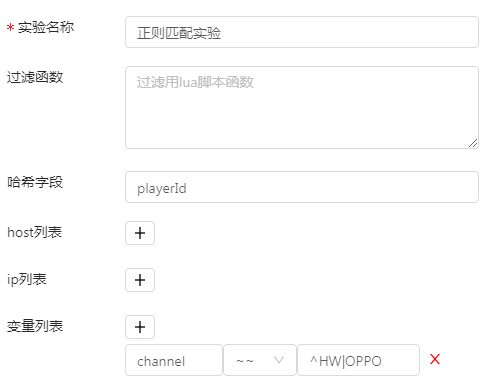 * 实验名称 正则匹配实验
过滤函数 过滤用lua脚本函数
哈希字段 playerId
host列表 +
ip列表 +
变量列表 +
channel ~~ ^HW|OPPO X